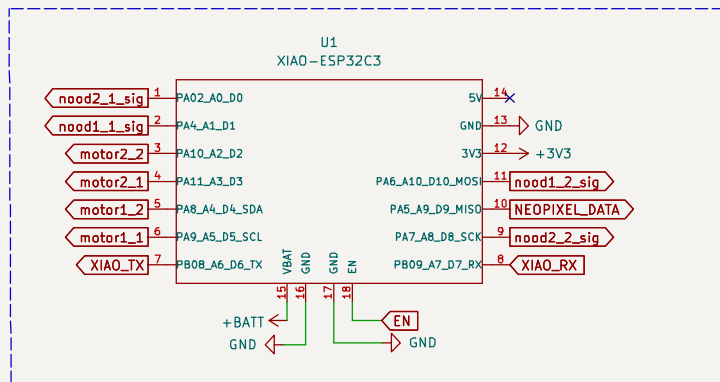 U1
XIAO-ESP32C3
nood2_1_sig 1 PA02_A0_D0 5V 14
nood1_1_sig 2 PA4_A1_D1 GND 13 GND
motor2_2 3 PA10_A2_D2 3V3 12 +3V3
motor2_1 4 PA11_A3_D3 PA6_A10_D10_MOSI 11 nood1_2_sig
motor1_2 5 PA8_A4_D4_SDA PA5_A9_D9_MISO 10 NEOPIXEL_DATA
motor1_1 6 PA9_A5_D5_SCL PA7_A8_D8_SCK 9 nood2_2_sig
XIAO_TX 7 PB08_A6_D6_TX VBAT GND GND EN PB09_A7_D7_RX 8 XIAO_RX
15 16 17 18
+BATT EN
GND GND